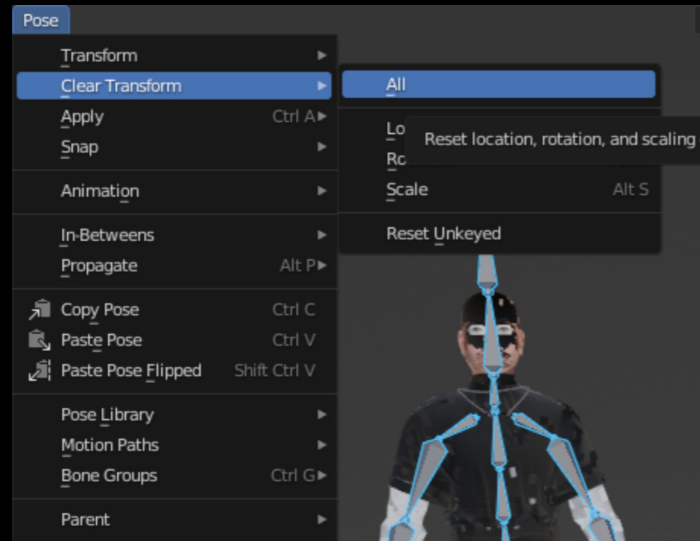 Pose
Transform
Clear Transform
Apply Ctrl A
Snap
Animation
In-Betweens
Propagate Alt P
Copy Pose Ctrl C
Paste Pose Ctrl V
Paste Pose Flipped Shift Ctrl V
Pose Library
Motion Paths
Bone Groups Ctrl G
Parent
All
Reset location, rotation, and scaling
Scale Alt S
Reset Unkeyed